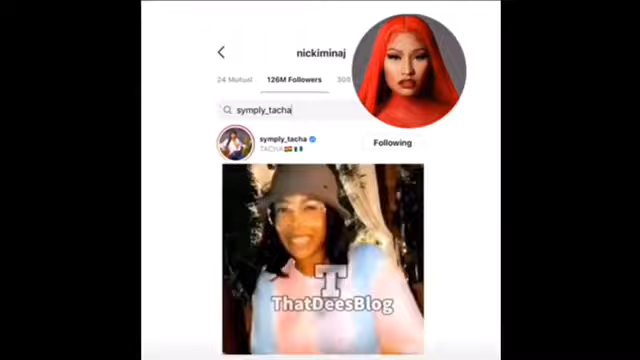 nickiminaj
24 Mutual 126M Followers
symply_tacha
symply_tacha
TACHA
Following
T
ThatDeesBlog